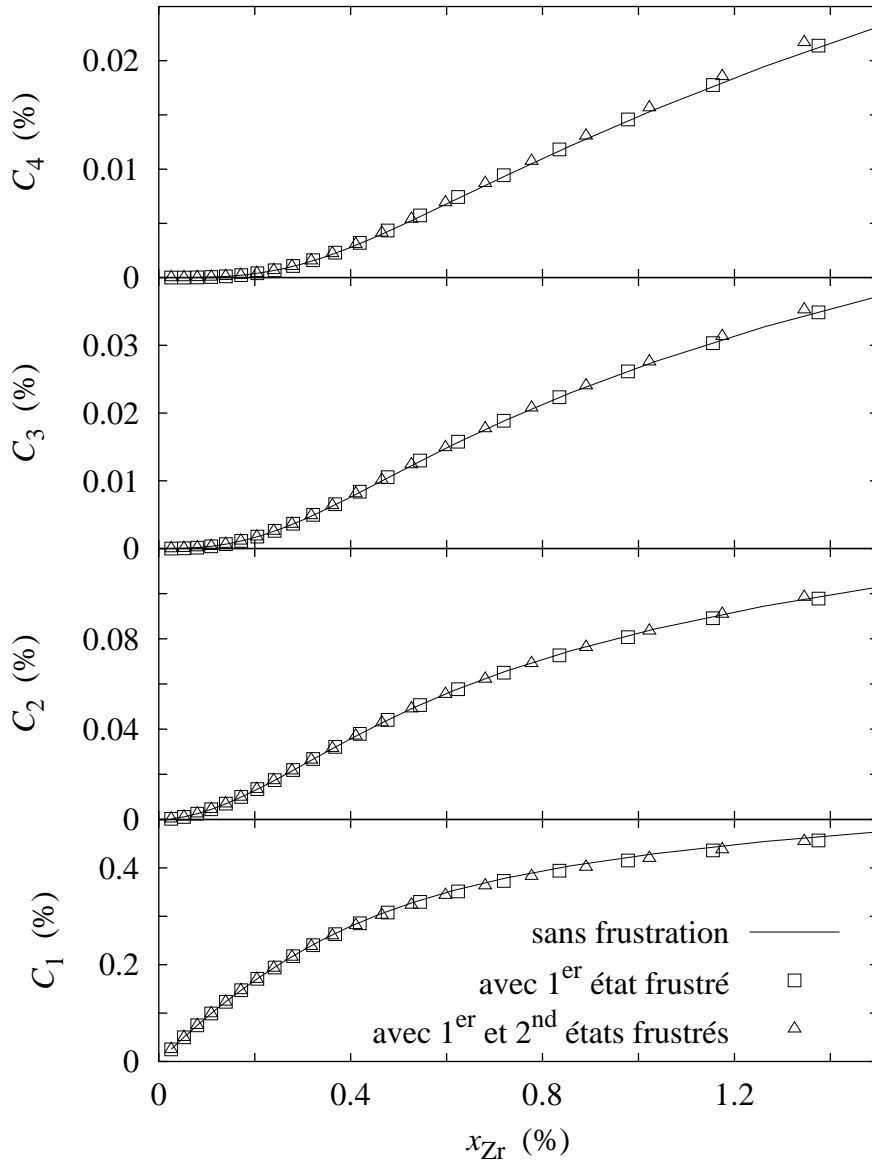 0.02
0.01
0
C4 (%)
0.03
0.02
0.01
0
C3 (%)
0.08
0.04
0
C2 (%)
0.4
0.2
0
C1 (%)
sans frustration
avec 1er état frustré
avec 1er et 2nd états frustrés
0 0.4 0.8 1.2
xZr (%)